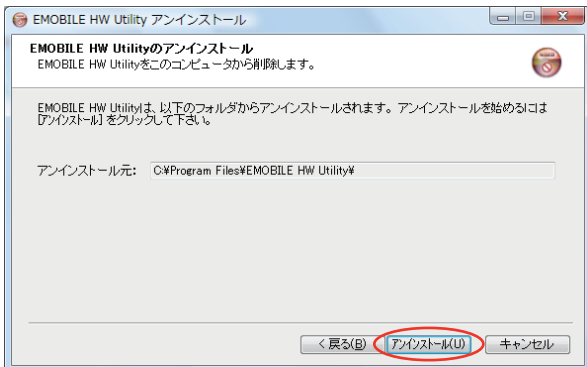 EMOBILE HW Utility アンインストール
EMOBILE HW Utilityのアンインストール
EMOBILE HW Utilityをこのコンピュータから削除します。
EMOBILE HW Utilityは、以下のフォルダからアンインストールされます。アンインストールを始めるには
[アンインストール] をクリックして下さい。
アンインストール元: C:¥Program Files¥EMOBILE HW Utility¥
< 戻る(B) アンインストール(U) キャンセル